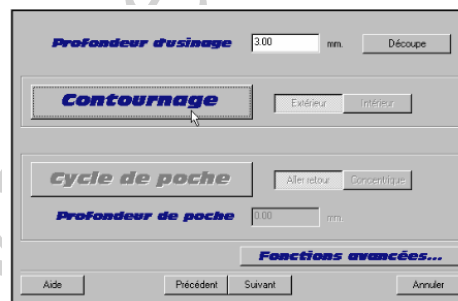 Profondeur d'usinage 3.00 mm. Découpe
Contournage Extérieur Intérieur
Cycle de poche Aller retour Concentrique
Profondeur de poche 0.00 mm.
Fonctions avancées...
Aide Précédent Suivant Annuler